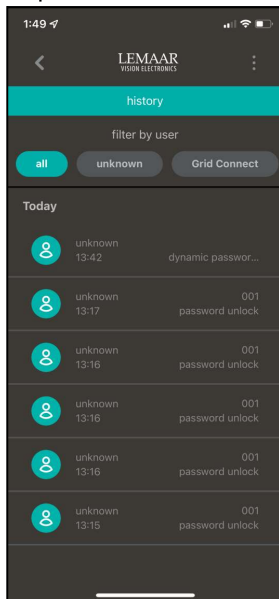 1:49
LEMAAR
VISION ELECTRONICS
history
filter by user
all unknown Grid Connect
Today
unknown
13:42 dynamic passwor...
unknown 001
13:17 password unlock
unknown 001
13:16 password unlock
unknown 001
13:16 password unlock
unknown 001
13:16 password unlock
unknown 001
13:15 password unlock